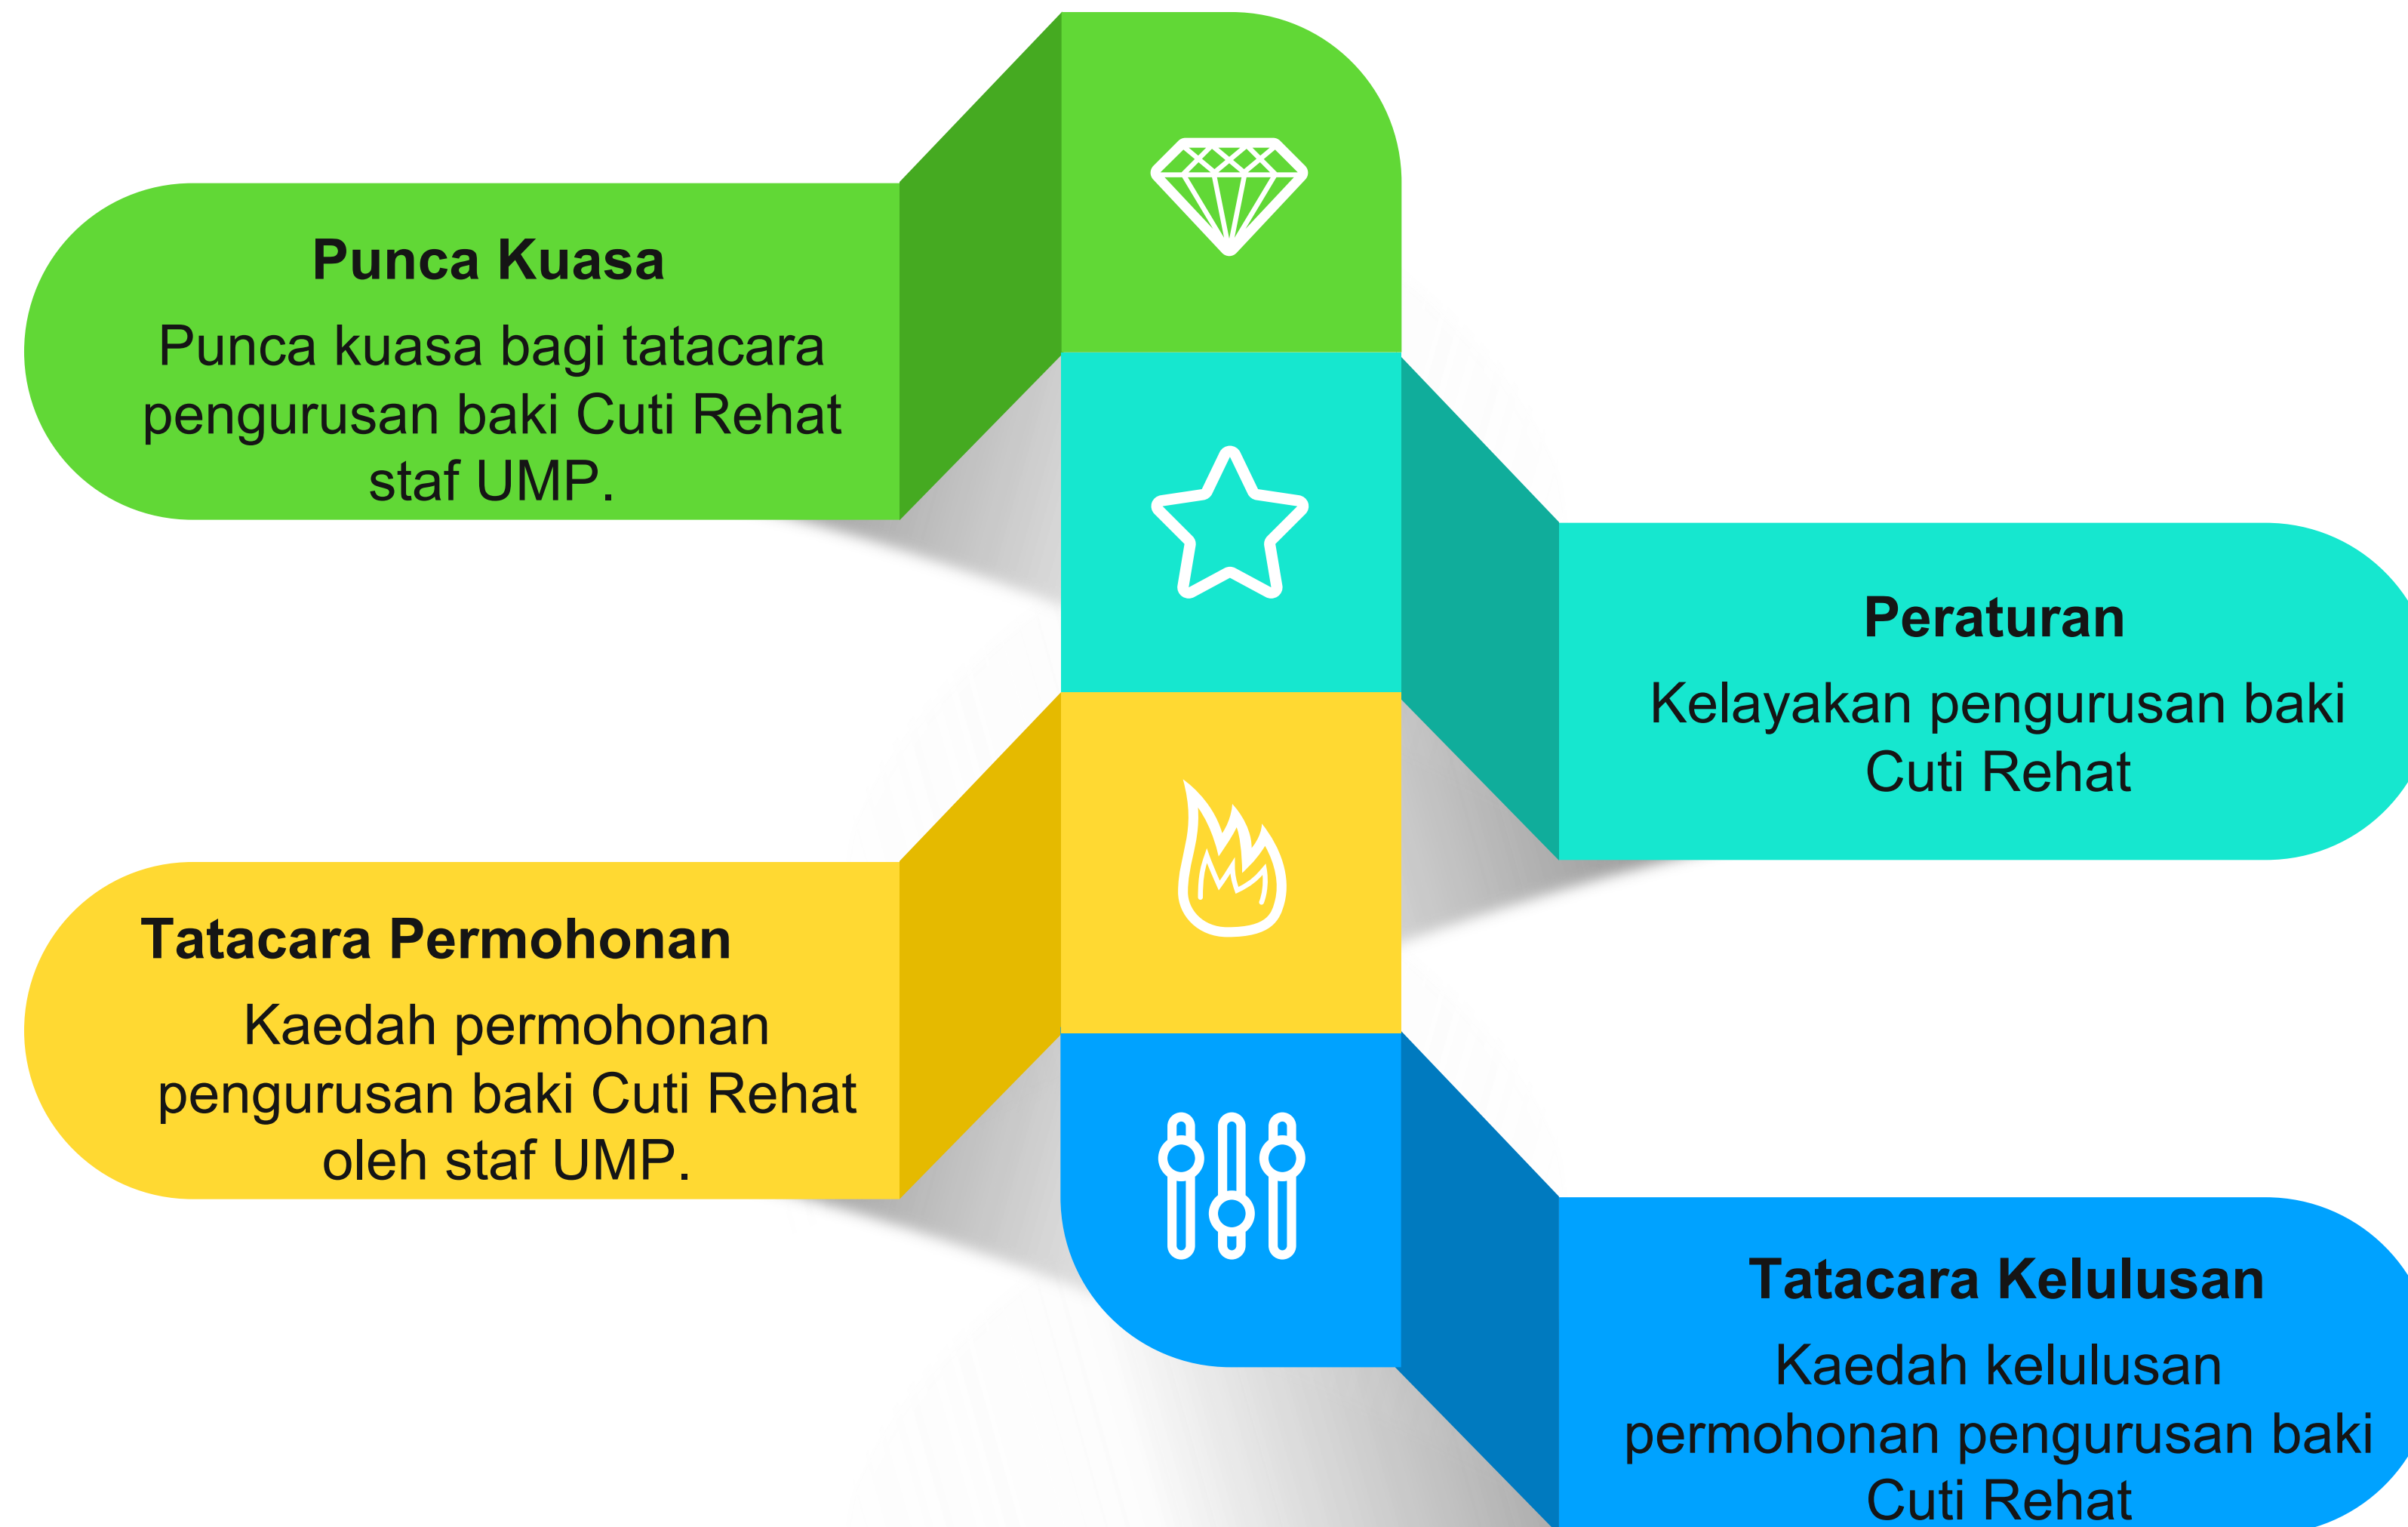 Punca Kuasa
Punca kuasa bagi tatacara
pengurusan baki Cuti Rehat
staf UMP.
Peraturan
Kelayakan pengurusan baki
Cuti Rehat
Tatacara Permohonan
Kaedah permohonan
pengurusan baki Cuti Rehat
oleh staf UMP.
Tatacara Kelulusan
Kaedah kelulusan
permohonan pengurusan baki
Cuti Rehat